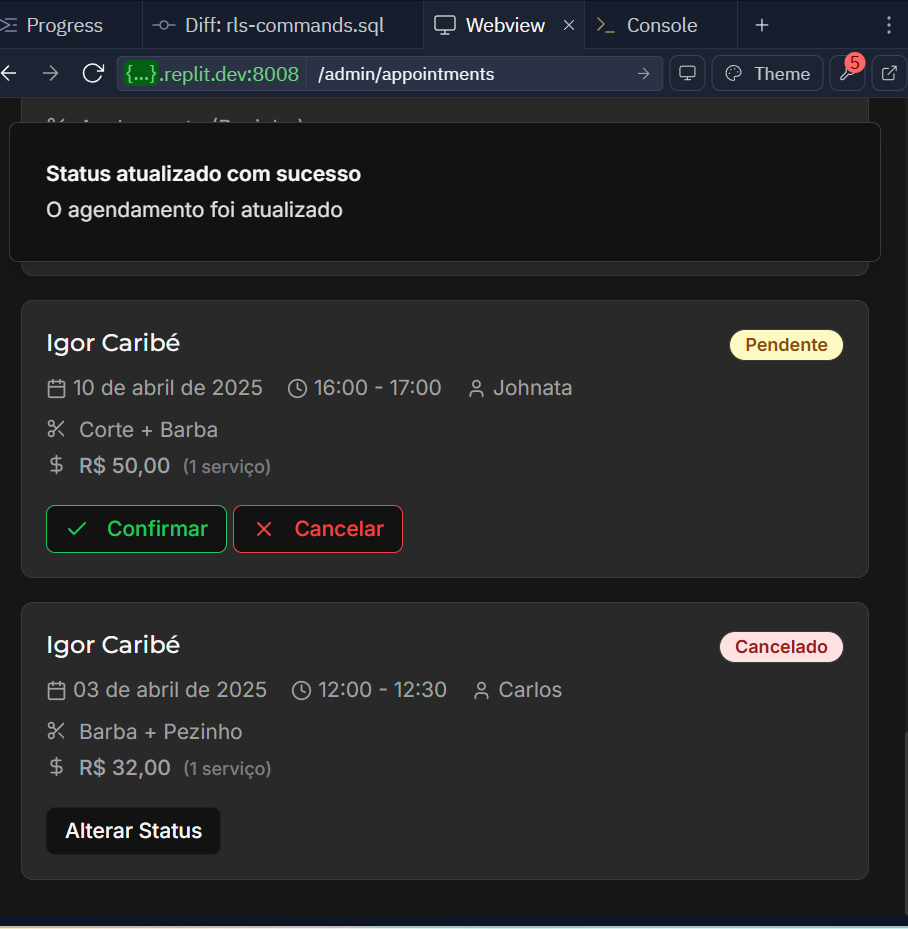 Progress
Diff: rls-commands.sql
Webview
Console
{...}.replit.dev:8008 /admin/appointments
Theme
5
Status atualizado com sucesso
O agendamento foi atualizado
Igor Caribé
Pendente
10 de abril de 2025 16:00 - 17:00 Johnata
Corte + Barba
R$ 50,00 (1 serviço)
Confirmar Cancelar
Igor Caribé
Cancelado
03 de abril de 2025 12:00 - 12:30 Carlos
Barba + Pezinho
R$ 32,00 (1 serviço)
Alterar Status